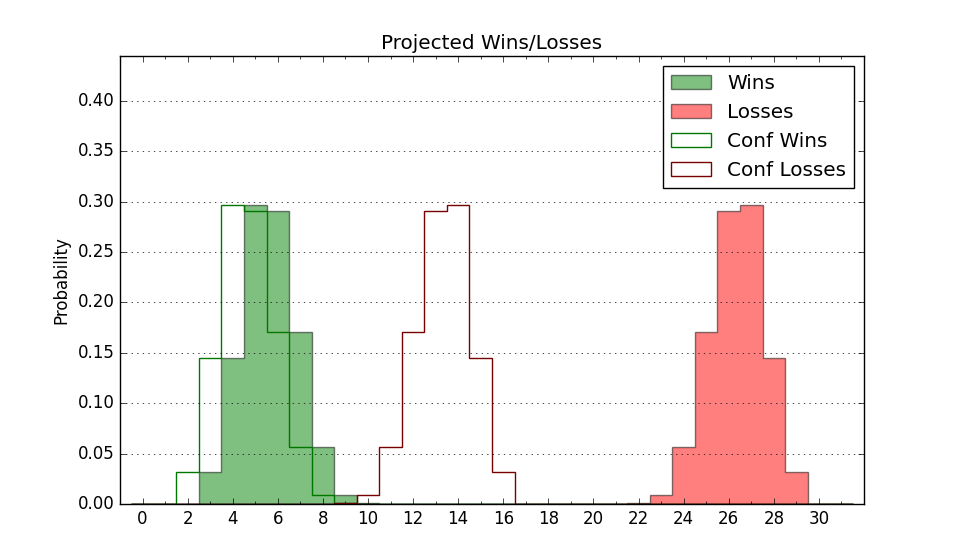 Projected Wins/Losses
Wins
Losses
Conf Wins
Conf Losses
Probability
0.40
0.35
0.30
0.25
0.20
0.15
0.10
0.05
0.00
0 2 4 6 8 10 12 14 16 18 20 22 24 26 28 30